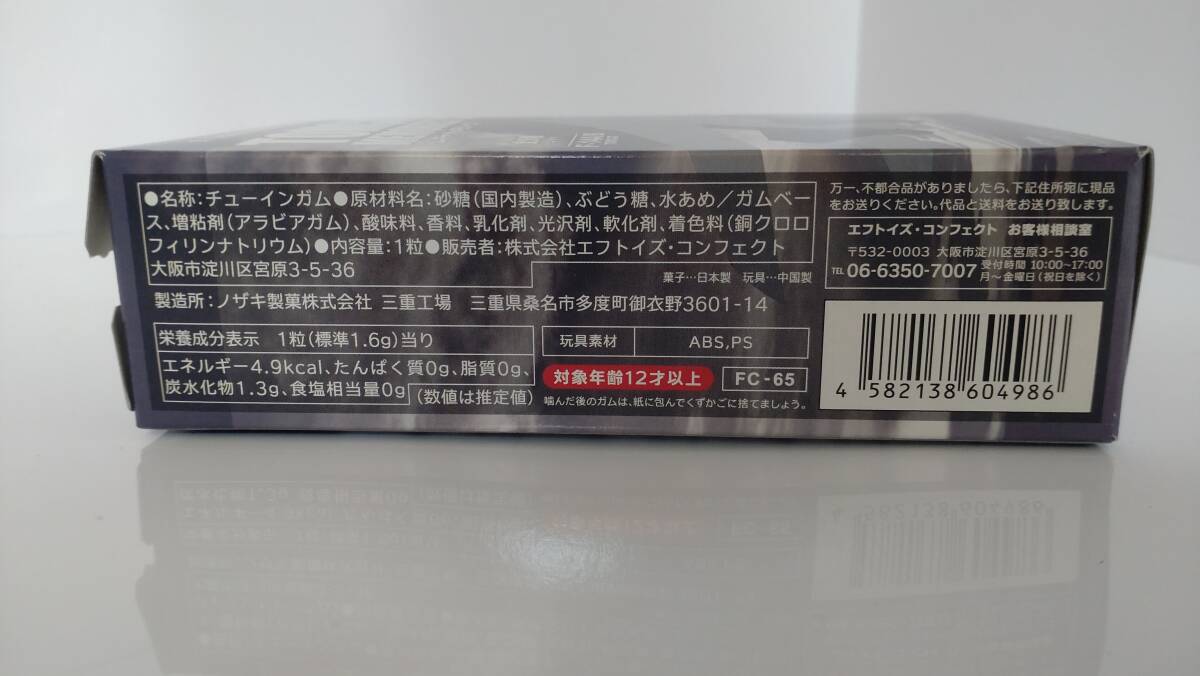 ●名称:チューインガム●原材料名:砂糖(国内製造)、ぶどう糖、水あめ/ガムベー
ス、増粘剤(アラビアガム)、酸味料、香料、乳化剤、光沢剤、軟化剤、着色料(銅クロロ
フィリンナトリウム)●内容量:1粒●販売者:株式会社エフトイズ・コンフェクト
大阪市淀川区宮原3-5-36
菓子…日本製 玩具…中国製
製造所:ノザキ製菓株式会社 三重工場 三重県桑名市多度町御衣野3601-14
栄養成分表示 1粒(標準1.6g)当り
エネルギー4.9kcal、たんぱく質0g、脂質0g、
炭水化物1.3g、食塩相当量0g (数値は推定値)
玩具素材 ABS,PS
対象年齢12才以上 FC-65
噛んだ後のガムは、紙に包んでくずかごに捨てましょう。
万一、不都合品がありましたら、下記住所宛に現品
をお送りください。代品と送料をお送り致します。
エフトイズ・コンフェクト お客様相談室
〒532-0003 大阪市淀川区宮原3-5-36
TEL 06-6350-7007 受付時間 10:00~17:00
月~金曜日(祝日を除く)
4 582138 604986